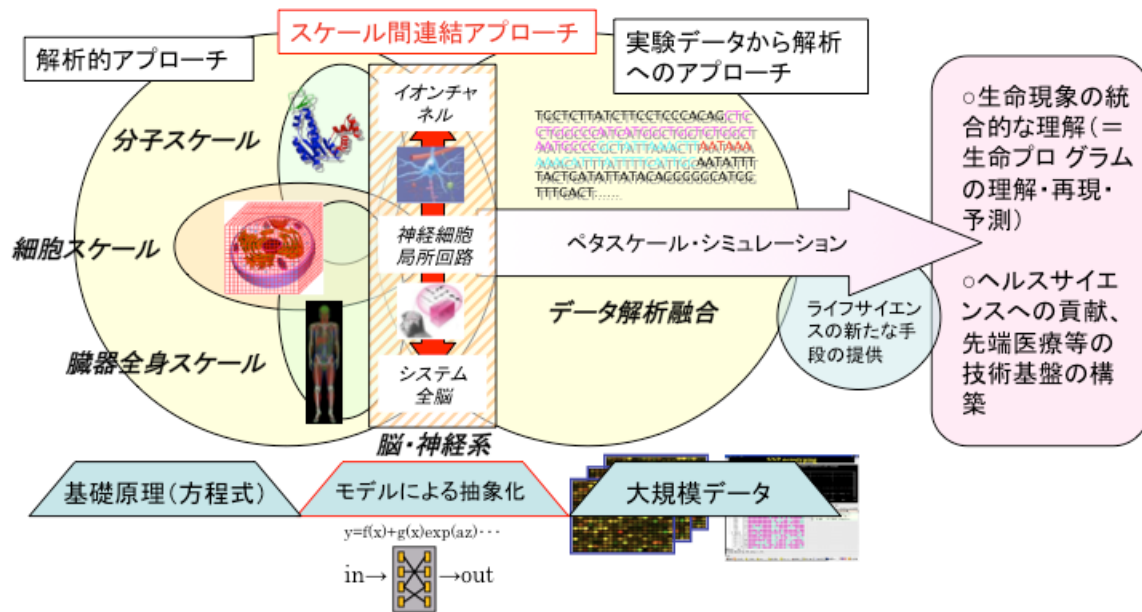 スケール間連結アプローチ
解析的アプローチ
実験データから解析
へのアプローチ
分子スケール
イオンチャ
ネル
TGCTCTTATCTTCCTCCCACAGCTC
CTGGCCCATCATGGCTGCTGTCGGCT
AATGCCCGCTATTAAACTTAATAAA
AAACATTTATTTTCATTGCAATATTT
TACTGATATTATACACGGGGGCATGG
TTTGACT……
細胞スケール
神経細胞
局所回路
ペタスケール・シミュレーション
データ解析融合
ライフサイエン
スの新たな手
段の提供
臓器全身スケール
システム
全脳
脳・神経系
○生命現象の統
合的な理解(＝
生命プロ グラム
の理解・再現・
予測)
○ヘルスサイエ
ンスへの貢献、
先端医療等の
技術基盤の構
築
基礎原理(方程式)
モデルによる抽象化
大規模データ
y=f(x)+g(x)exp(az)･･･
in→ →out